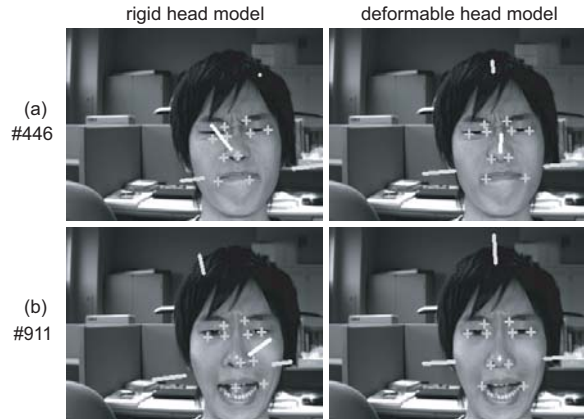 rigid head model
deformable head model
(a)
#446
(b)
#911